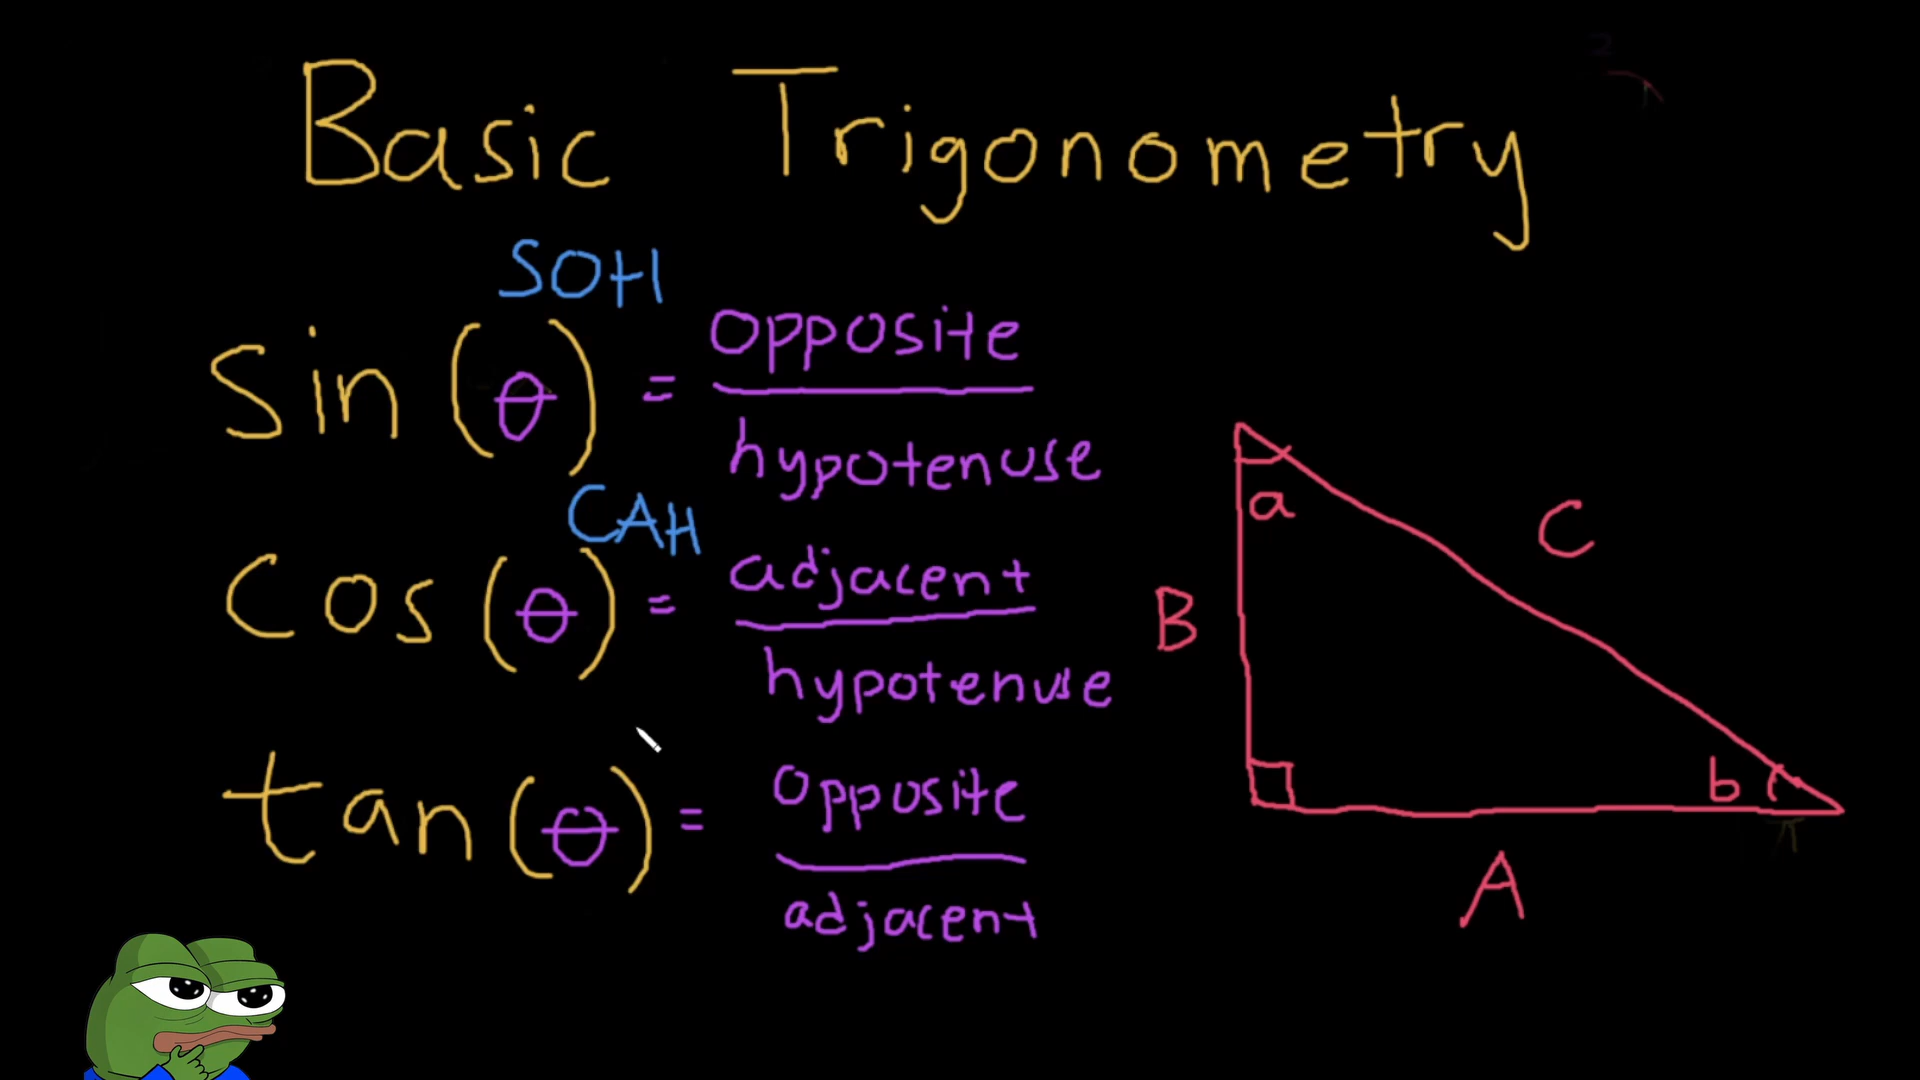 Basic Trigonometry
SOH
Sin (θ) = opposite
hypotenuse
CAH
Cos (θ) = adjacent
hypotenuse
tan (θ) = opposite
adjacent
a
C
B
b
A